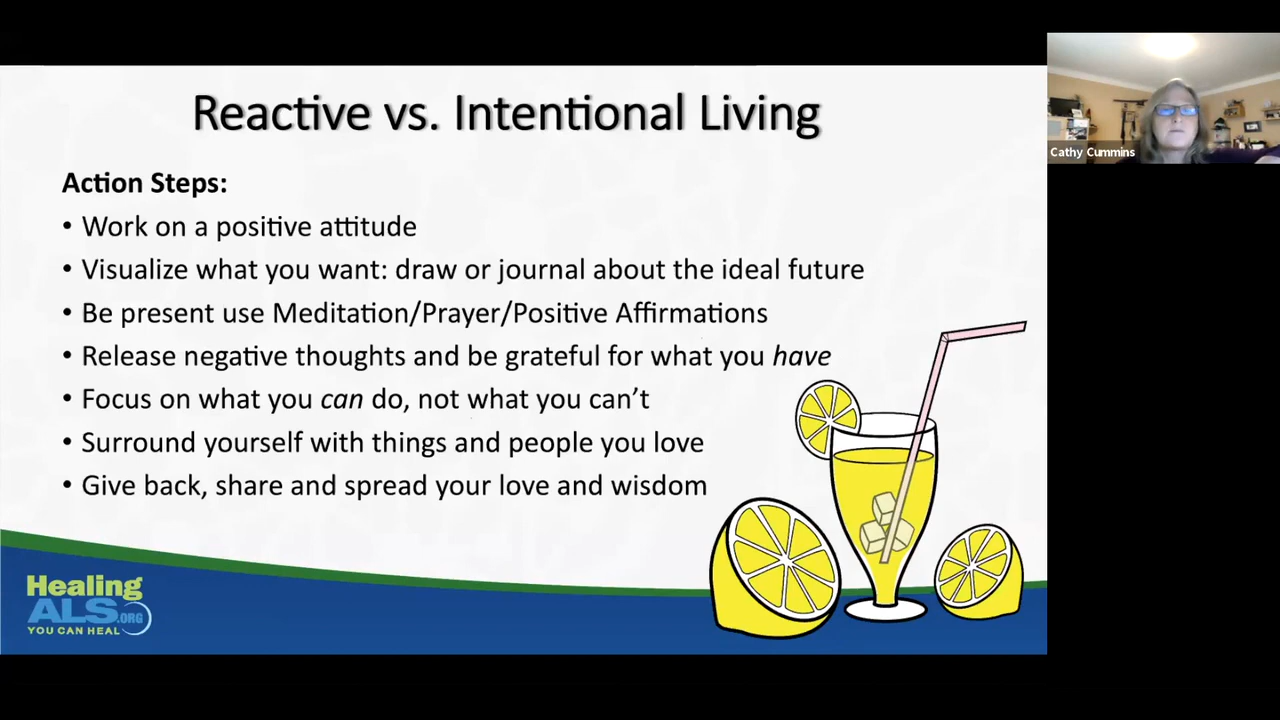 Reactive vs. Intentional Living
Action Steps:
• Work on a positive attitude
• Visualize what you want: draw or journal about the ideal future
• Be present use Meditation/Prayer/Positive Affirmations
• Release negative thoughts and be grateful for what you have
• Focus on what you can do, not what you can’t
• Surround yourself with things and people you love
• Give back, share and spread your love and wisdom
Healing
ALS.ORG
YOU CAN HEAL
Cathy Cummins